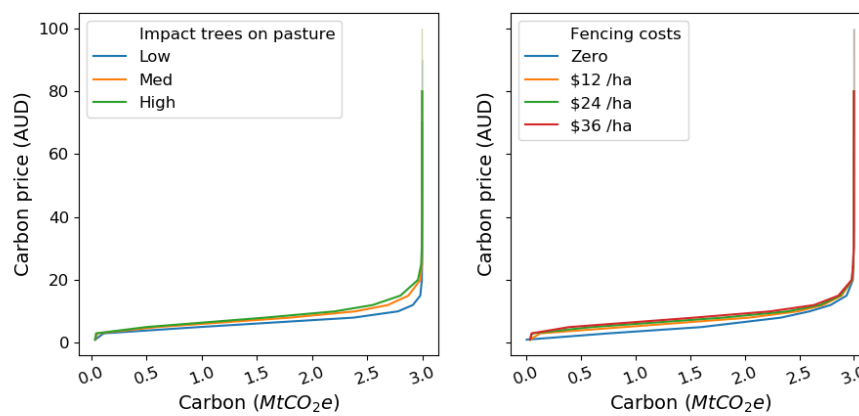 Impact trees on pasture
Low
Med
High
100
80
60
40
20
0
Carbon price (AUD)
0.0 0.5 1.0 1.5 2.0 2.5 3.0
Carbon (MtCO₂e)
Fencing costs
Zero
$12 /ha
$24 /ha
$36 /ha
Carbon price (AUD)
0.0 0.5 1.0 1.5 2.0 2.5 3.0
Carbon (MtCO₂e)